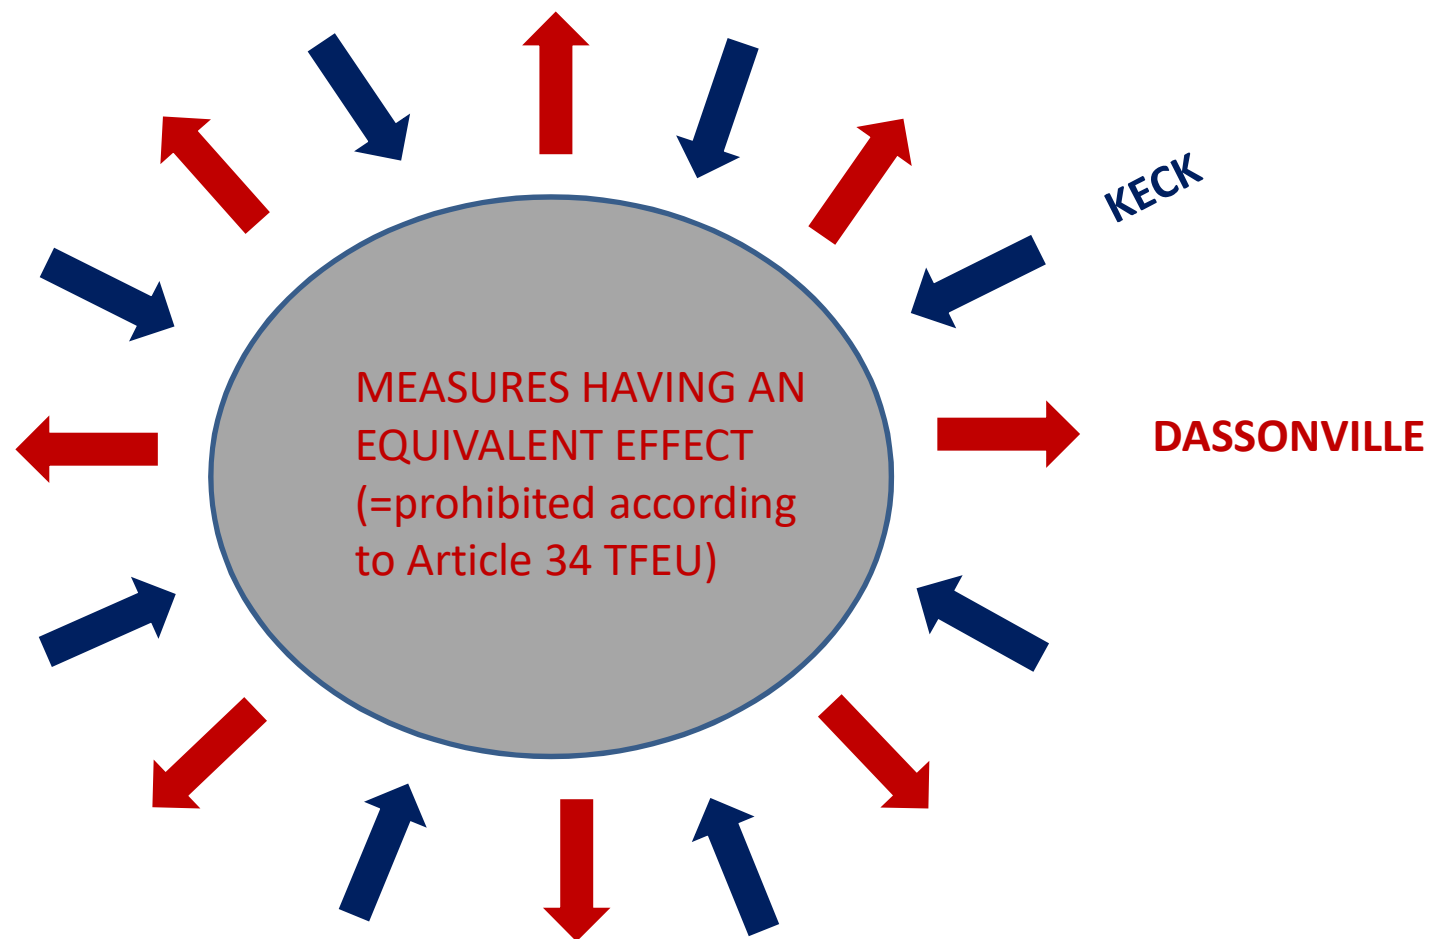 KECK
MEASURES HAVING AN
EQUIVALENT EFFECT
(=prohibited according
to Article 34 TFEU)
DASSONVILLE